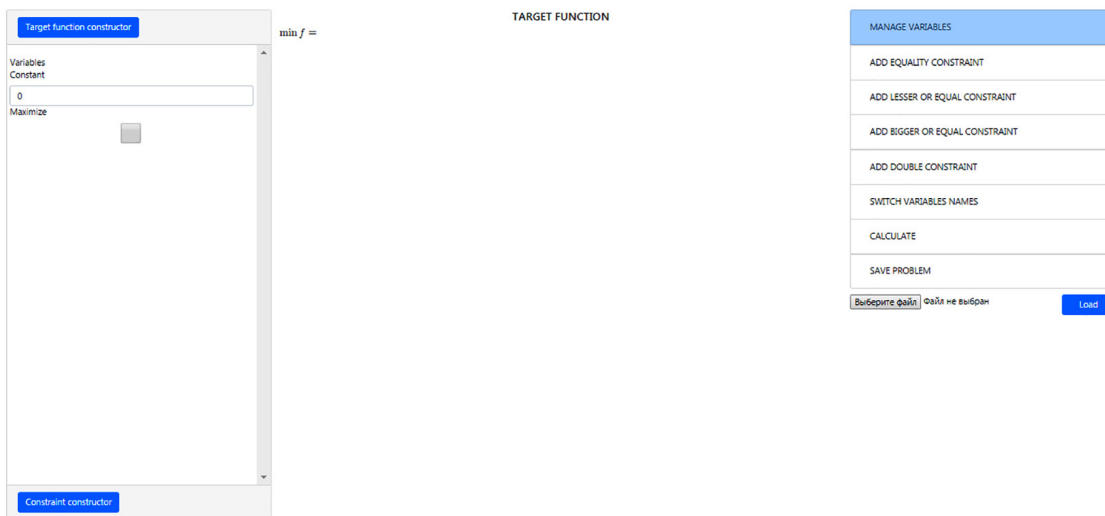 Target function constructor
Variables
Constant
0
Maximize
Constraint constructor
TARGET FUNCTION
min f =
MANAGE VARIABLES
ADD EQUALITY CONSTRAINT
ADD LESSER OR EQUAL CONSTRAINT
ADD BIGGER OR EQUAL CONSTRAINT
ADD DOUBLE CONSTRAINT
SWITCH VARIABLES NAMES
CALCULATE
SAVE PROBLEM
Выберите файл Файл не выбран
Load